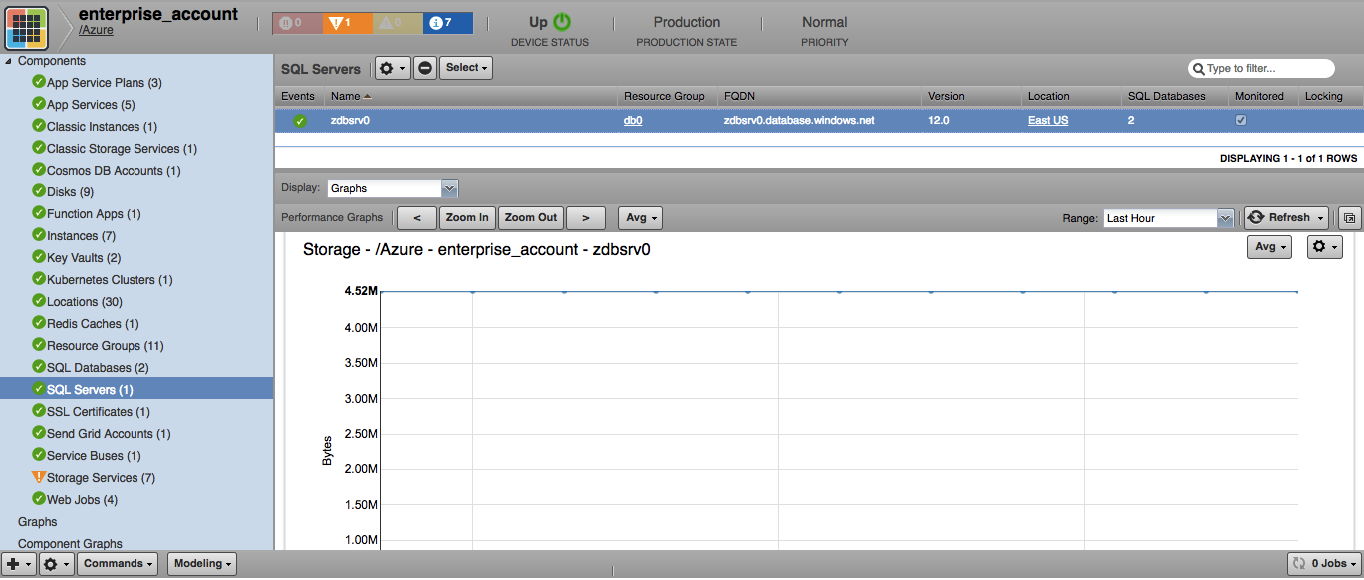 enterprise_account
/Azure
0 1 0 7
Up
DEVICE STATUS
Production
PRODUCTION STATE
Normal
PRIORITY
Components
App Service Plans (3)
App Services (5)
Classic Instances (1)
Classic Storage Services (1)
Cosmos DB Accounts (1)
Disks (9)
Function Apps (1)
Instances (7)
Key Vaults (2)
Kubernetes Clusters (1)
Locations (30)
Redis Caches (1)
Resource Groups (11)
SQL Databases (2)
SQL Servers (1)
SSL Certificates (1)
Send Grid Accounts (1)
Service Buses (1)
Storage Services (7)
Web Jobs (4)
Graphs
Component Graphs
SQL Servers
Select
Type to filter...
Events Name Resource Group FQDN Version Location SQL Databases Monitored Locking
zdbsrv0 db0 zdbsrv0.database.windows.net 12.0 East US 2
DISPLAYING 1 - 1 of 1 ROWS
Display: Graphs
Performance Graphs < Zoom In Zoom Out > Avg Range: Last Hour Refresh
Storage - /Azure - enterprise_account - zdbsrv0
Avg
4.52M
4.00M
3.50M
3.00M
2.50M
2.00M
1.50M
1.00M
Bytes
Commands
Modeling
0 Jobs